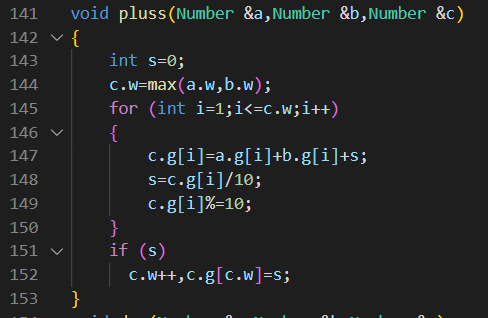 141 void pluss(Number &a,Number &b,Number &c)
142 {
143     int s=0;
144     c.w=max(a.w,b.w);
145     for (int i=1;i<=c.w;i++)
146     {
147         c.g[i]=a.g[i]+b.g[i]+s;
148         s=c.g[i]/10;
149         c.g[i]%=10;
150     }
151     if (s)
152       c.w++,c.g[c.w]=s;
153 }